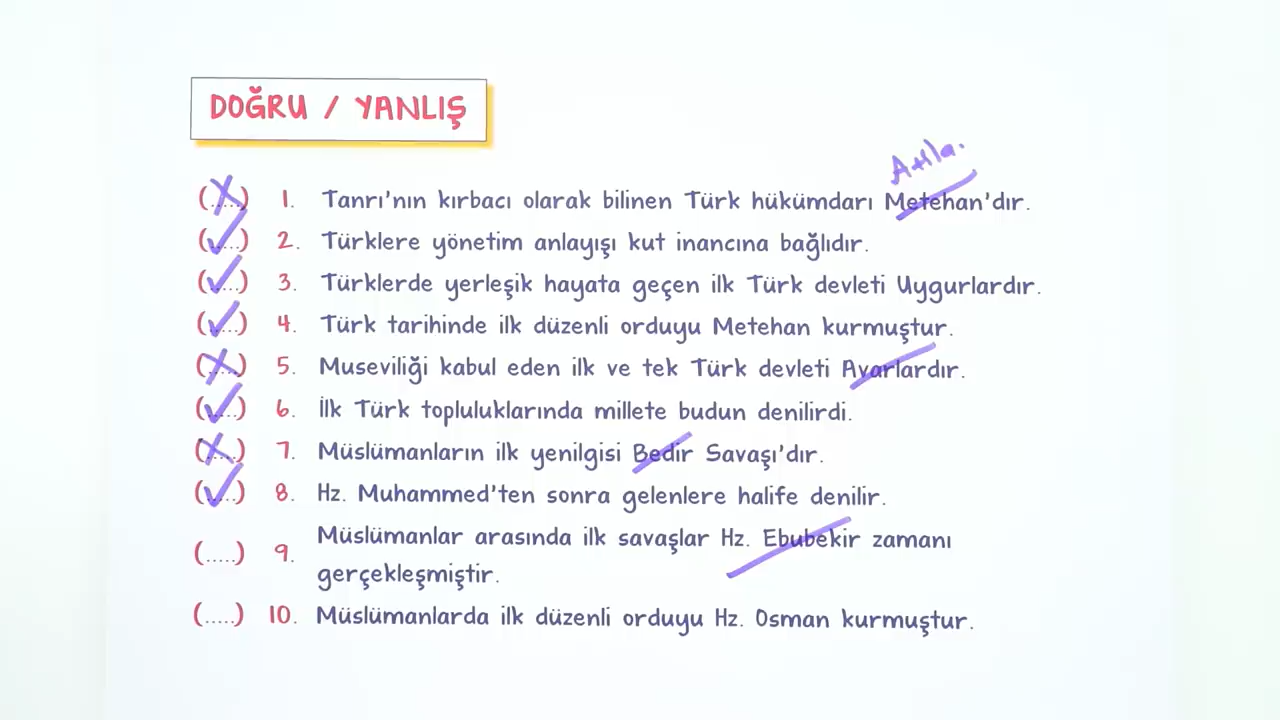 DOĞRU / YANLIŞ
Atila.
(.....) 1. Tanrı'nın kırbacı olarak bilinen Türk hükümdarı Metehan'dır.
(.....) 2. Türklere yönetim anlayışı kut inancına bağlıdır.
(.....) 3. Türklerde yerleşik hayata geçen ilk Türk devleti Uygurlardır.
(.....) 4. Türk tarihinde ilk düzenli orduyu Metehan kurmuştur.
(.....) 5. Museviliği kabul eden ilk ve tek Türk devleti Avarlardır.
(.....) 6. İlk Türk topluluklarında millete budun denilirdi.
(.....) 7. Müslümanların ilk yenilgisi Bedir Savaşı'dır.
(.....) 8. Hz. Muhammed'ten sonra gelenlere halife denilir.
(.....) 9. Müslümanlar arasında ilk savaşlar Hz. Ebubekir zamanı
gerçekleşmiştir.
(.....) 10. Müslümanlarda ilk düzenli orduyu Hz. Osman kurmuştur.